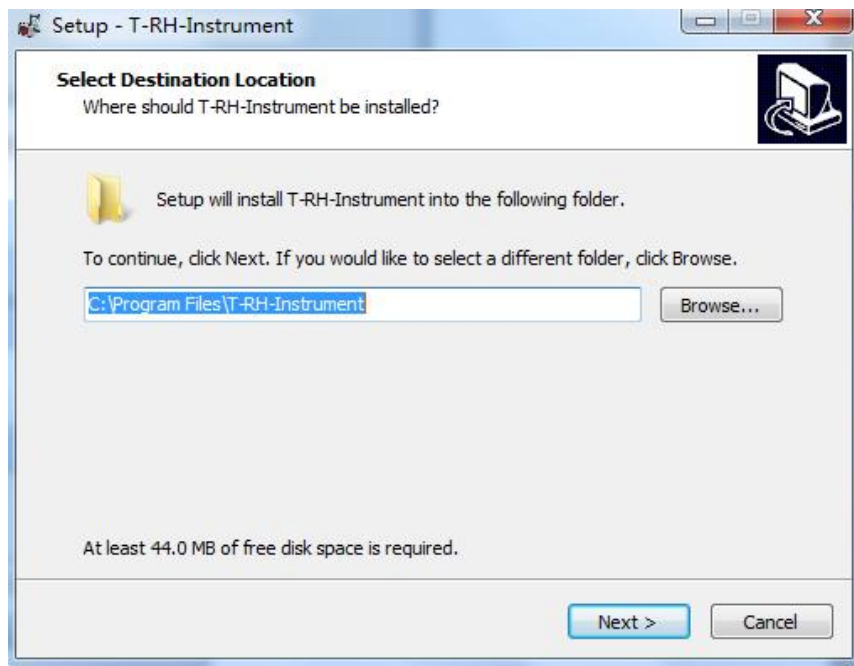 Setup - T-RH-Instrument
Select Destination Location
Where should T-RH-Instrument be installed?
Setup will install T-RH-Instrument into the following folder.
To continue, click Next. If you would like to select a different folder, click Browse.
C:\Program Files\T-RH-Instrument
Browse...
At least 44.0 MB of free disk space is required.
Next >
Cancel